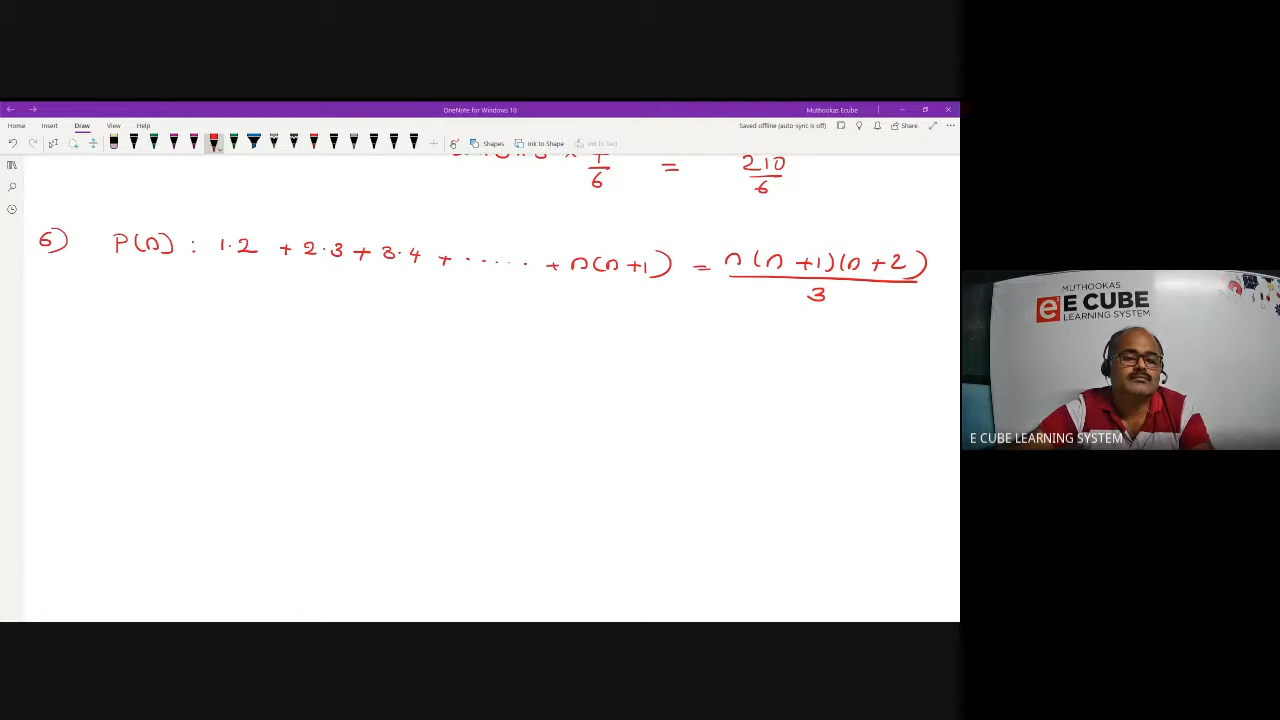 OneNote for Windows 10
Muthookas Ecube
Home Insert Draw View Help
Saved offline (auto-sync is off) Share
Ink to Shape Shapes Ink to Text
6 = 210/6
6) P(n) : 1·2 + 2·3 + 3·4 + ······ + n(n+1) = n(n+1)(n+2)
3
MUTHOOKAS
e E CUBE
LEARNING SYSTEM
E CUBE LEARNING SYSTEM